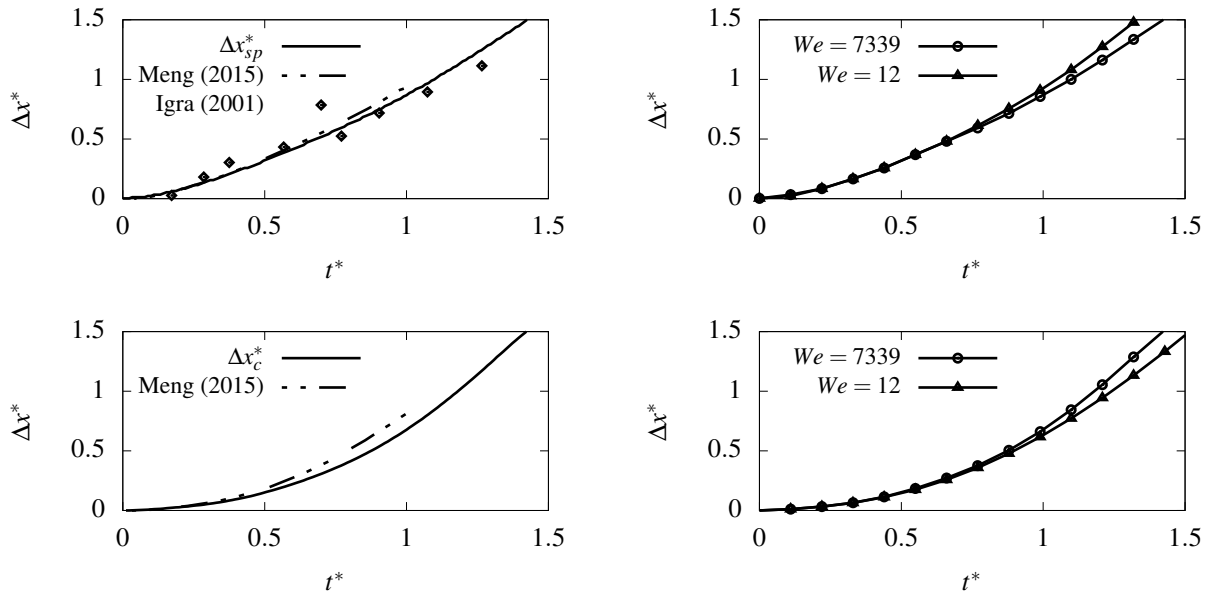 1.5
1
0.5
0
Δx*
Δx*sp
Meng (2015)
Igra (2001)
0 0.5 1 1.5
t*
1.5
1
0.5
0
Δx*
We = 7339
We = 12
0 0.5 1 1.5
t*
1.5
1
0.5
0
Δx*
Δx*c
Meng (2015)
0 0.5 1 1.5
t*
1.5
1
0.5
0
Δx*
We = 7339
We = 12
0 0.5 1 1.5
t*